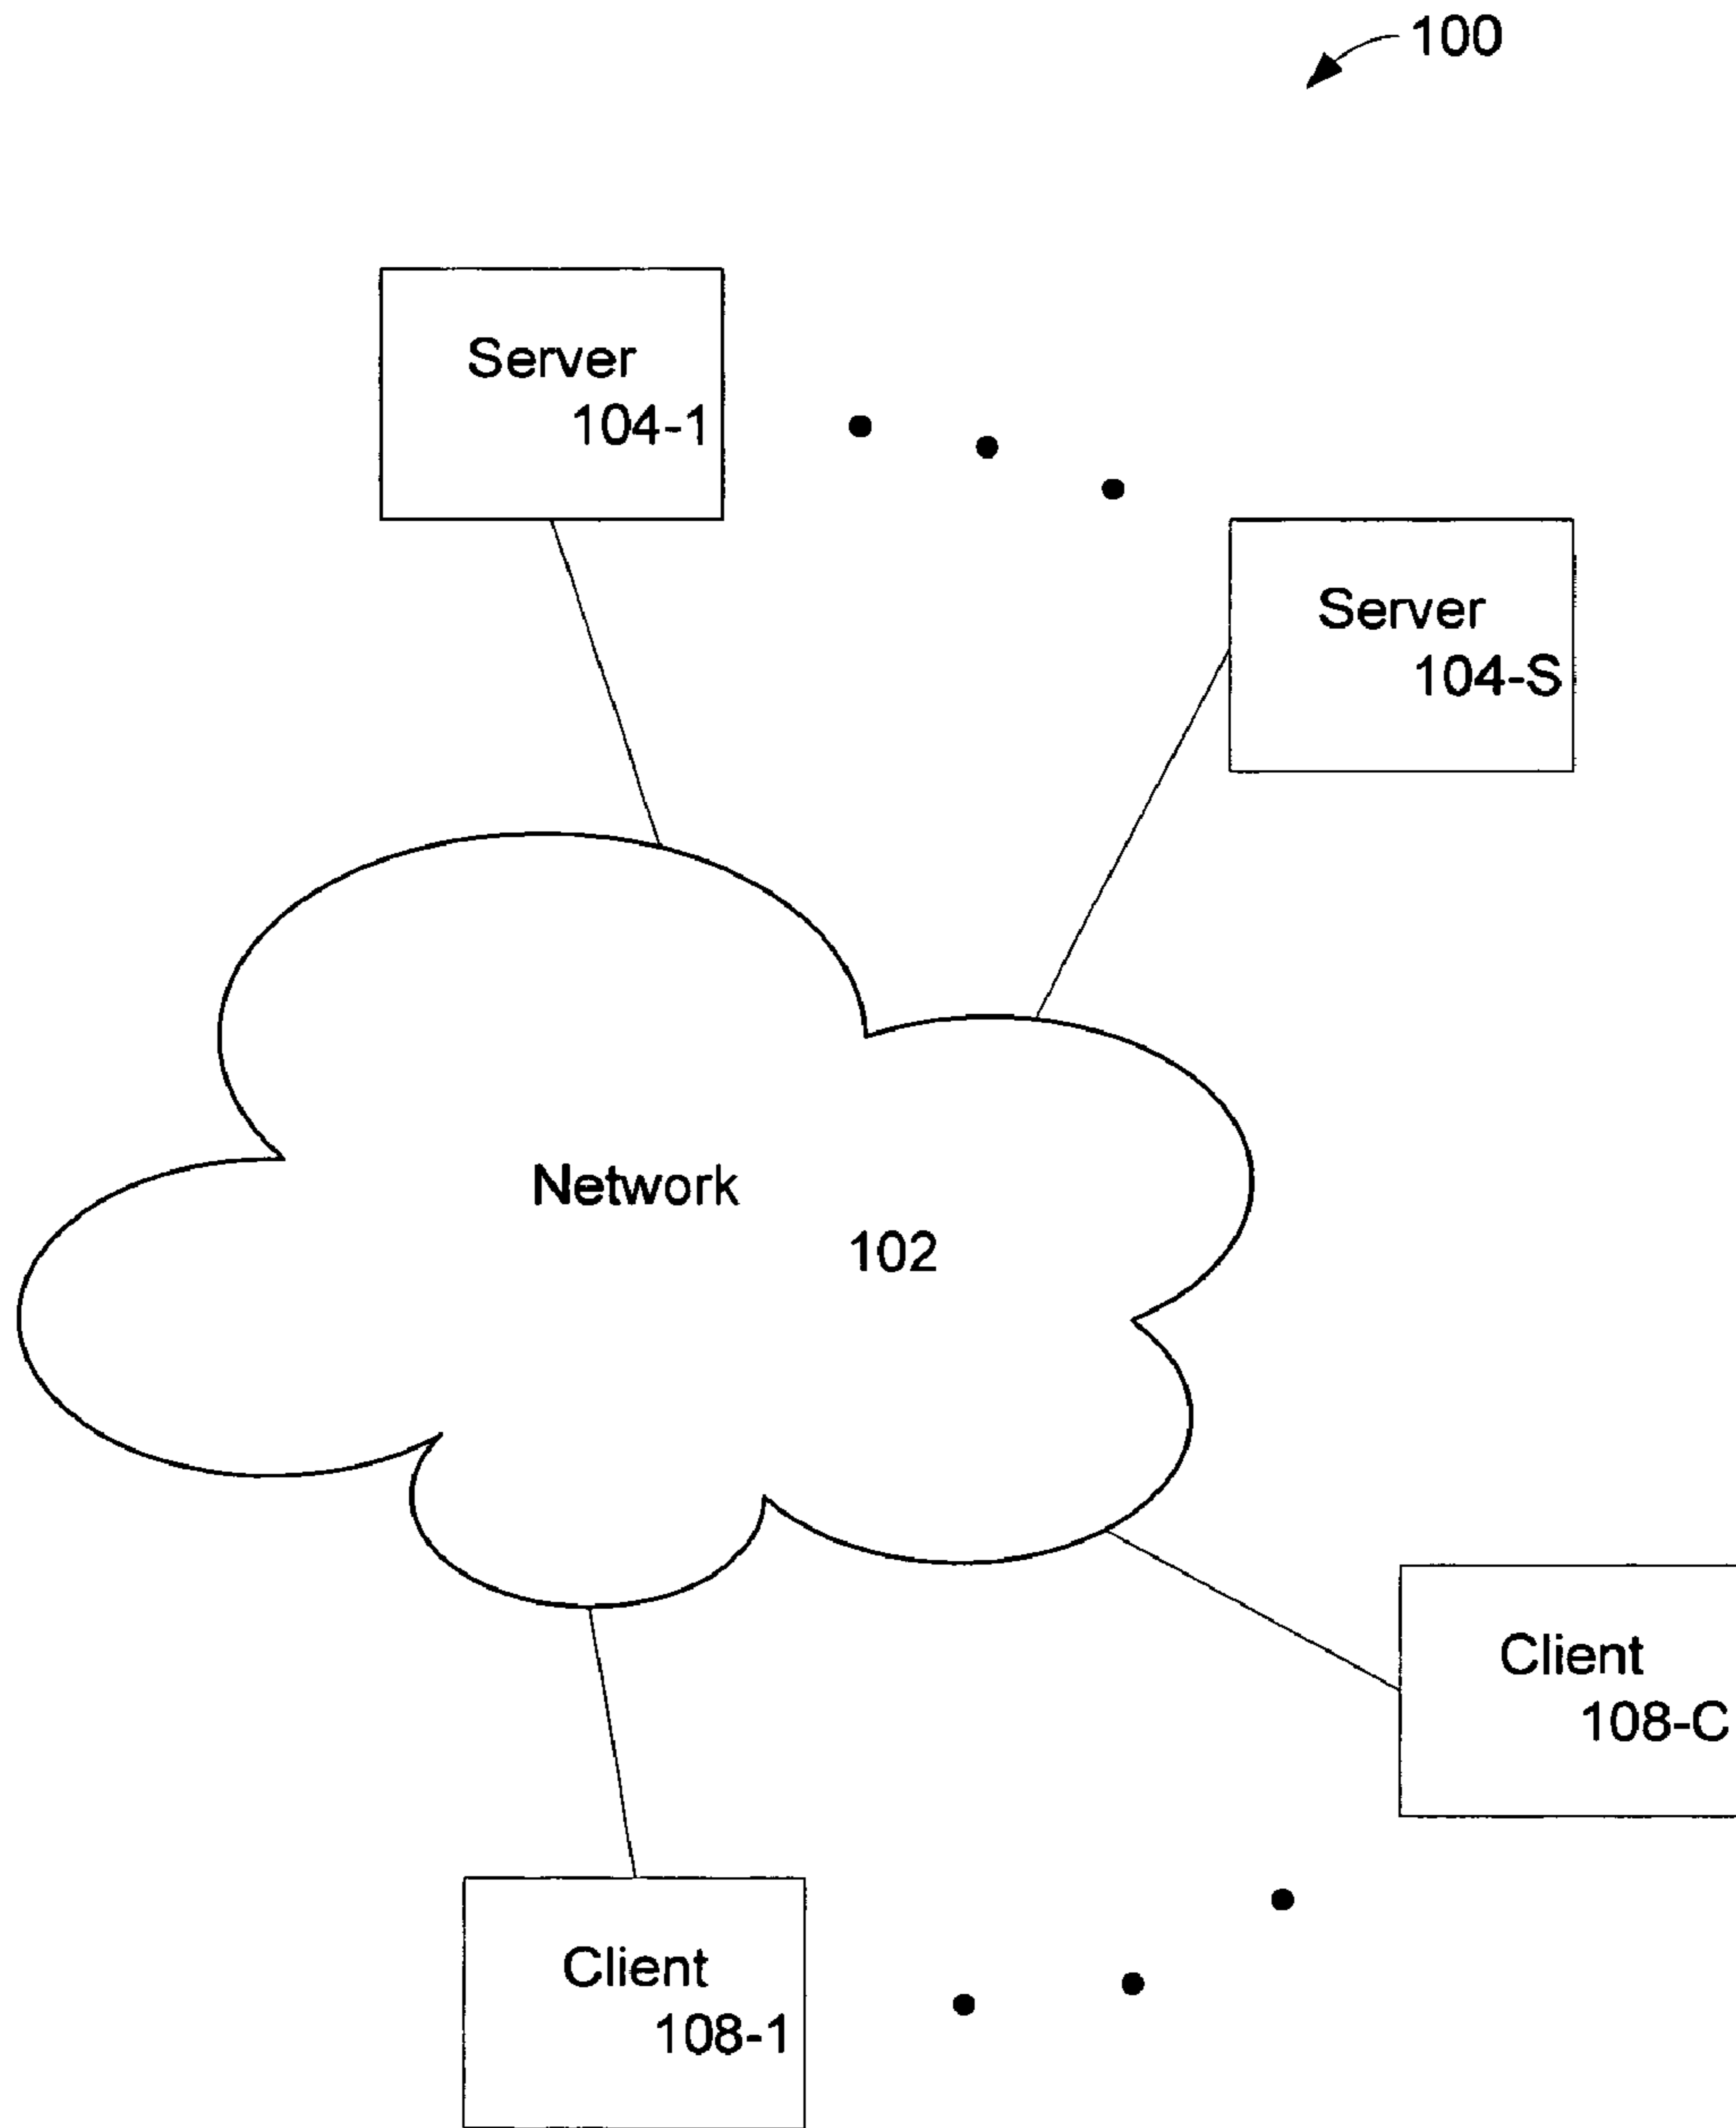 100
Server
104-1
Server
104-S
Network
102
Client
108-C
Client
108-1